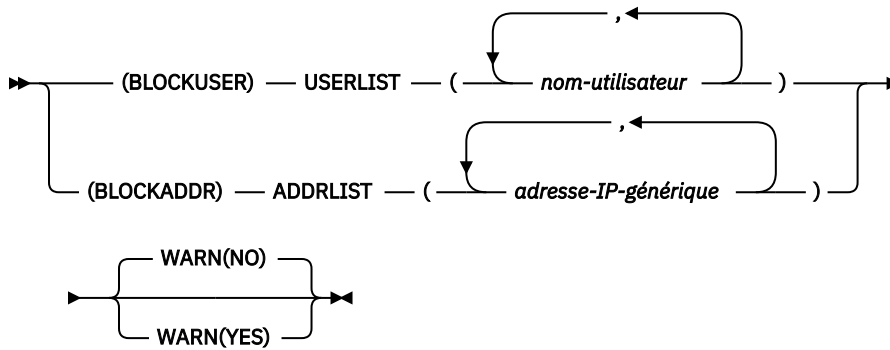 ,
(BLOCKUSER) USERLIST ( nom-utilisateur )
,
(BLOCKADDR) ADDRLIST ( adresse-IP-générique )
WARN(NO)
WARN(YES)